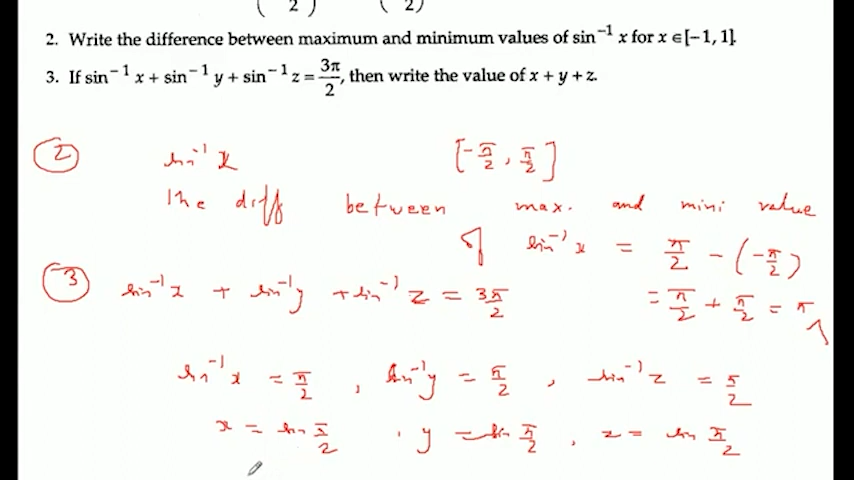 ( 2 ) ( 2 )
2. Write the difference between maximum and minimum values of sin⁻¹ x for x ∈ [−1, 1].
3. If sin⁻¹ x + sin⁻¹ y + sin⁻¹ z = 3π/2, then write the value of x + y + z.
② sin⁻¹ x [-π/2, π/2]
The diff between max. and mini value
of sin⁻¹ x = π/2 - (-π/2)
= π/2 + π/2 = π
③ sin⁻¹ x + sin⁻¹ y + sin⁻¹ z = 3π/2
sin⁻¹ x = π/2, sin⁻¹ y = π/2, sin⁻¹ z = π/2
x = sin π/2, y = sin π/2, z = sin π/2